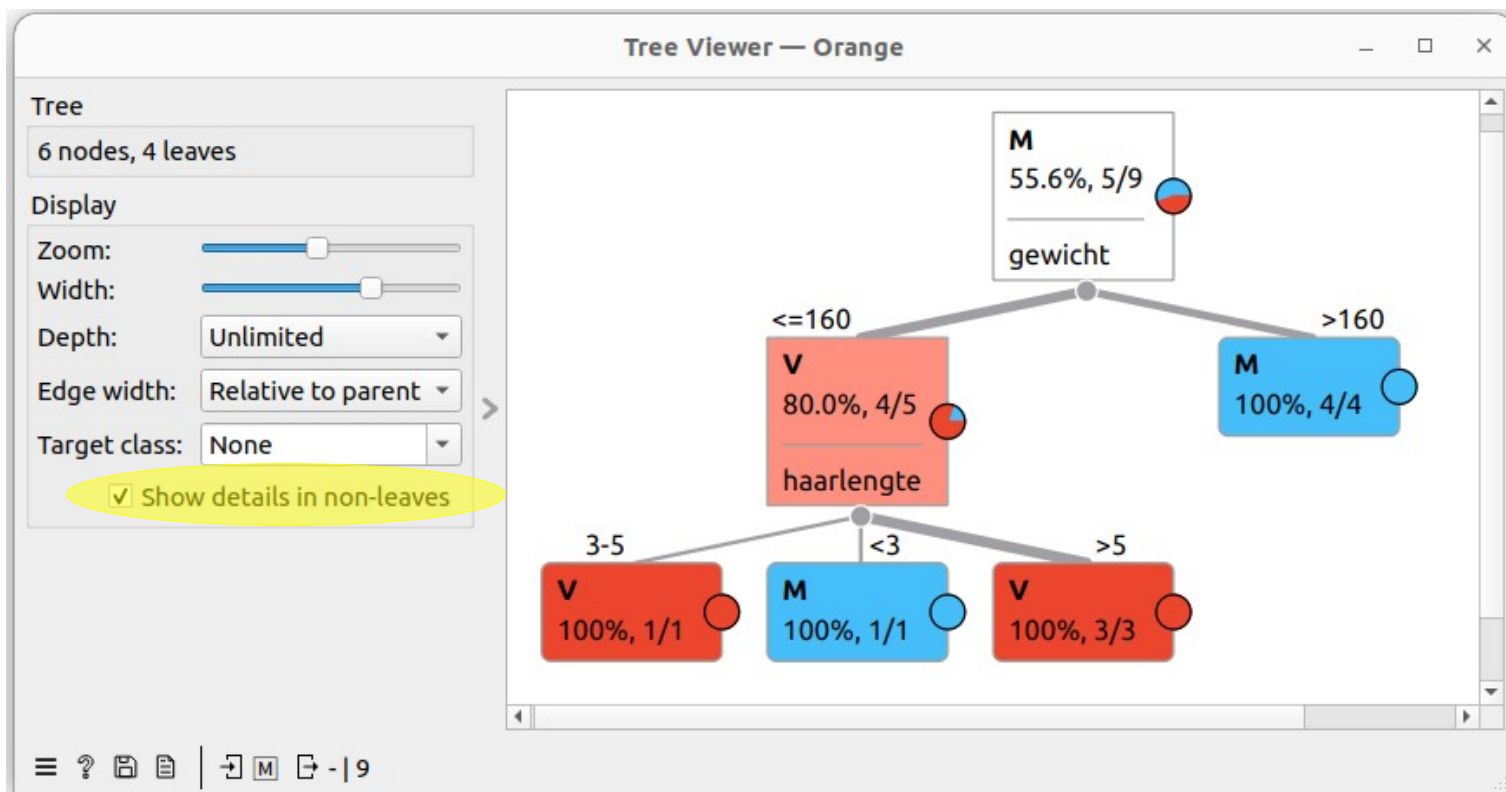 Tree Viewer — Orange
Tree
6 nodes, 4 leaves
Display
Zoom:
Width:
Depth: Unlimited
Edge width: Relative to parent
Target class: None
Show details in non-leaves
M
55.6%, 5/9
gewicht
<=160
>160
V
80.0%, 4/5
haarlengte
M
100%, 4/4
3-5
<3
>5
V
100%, 1/1
M
100%, 1/1
V
100%, 3/3
M - | 9